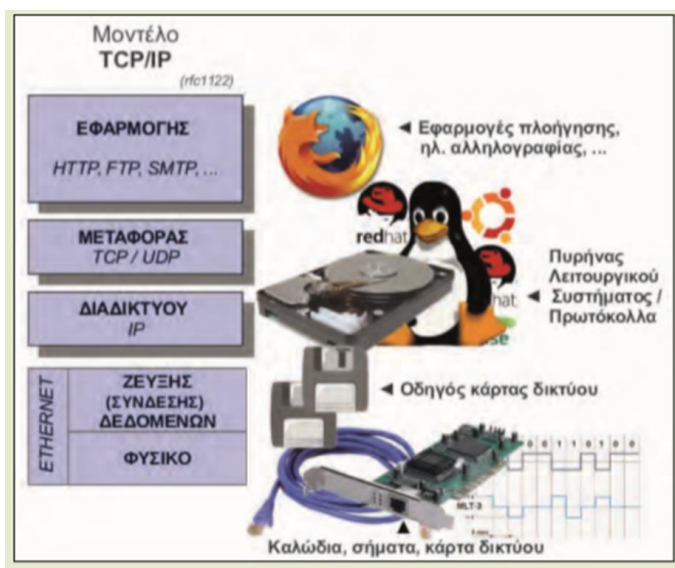 Μοντέλο
TCP/IP
(rfc1122)
ΕΦΑΡΜΟΓΗΣ
HTTP, FTP, SMTP, ...
ΜΕΤΑΦΟΡΑΣ
TCP / UDP
ΔΙΑΔΙΚΤΥΟΥ
IP
ETHERNET
ΖΕΥΞΗΣ
(ΣΥΝΔΕΣΗΣ)
ΔΕΔΟΜΕΝΩΝ
ΦΥΣΙΚΟ
◄ Εφαρμογές πλοήγησης,
ηλ. αλληλογραφίας, ...
redhat
hat
se
Πυρήνας
Λειτουργικού
◄ Συστήματος /
Πρωτόκολλα
◄ Οδηγός κάρτας δικτύου
0 0 1 1 0 1 0 0
MLT-3
Καλώδια, σήματα, κάρτα δικτύου